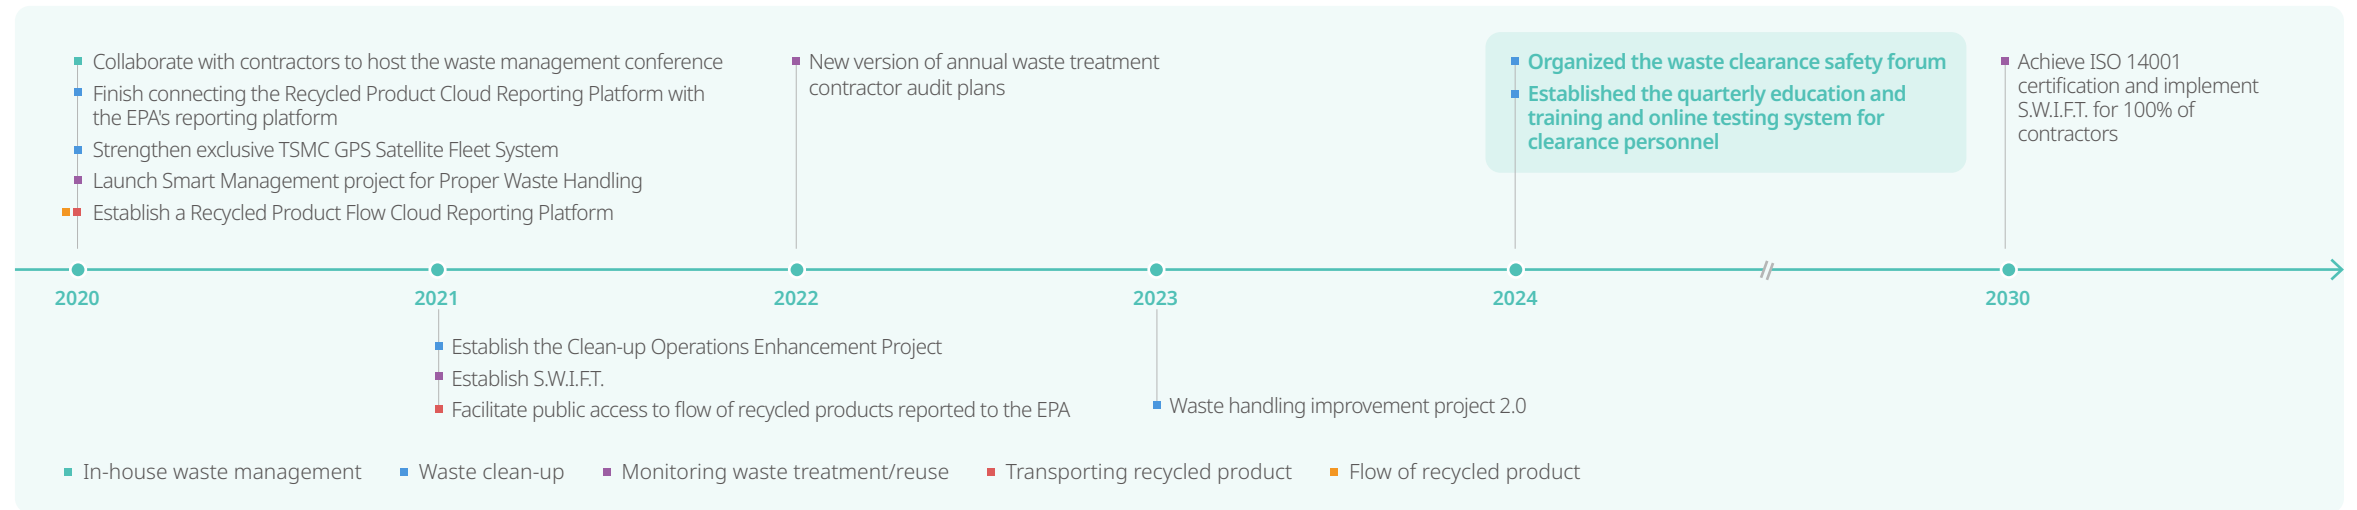 Collaborate with contractors to host the waste management conference
Finish connecting the Recycled Product Cloud Reporting Platform with
the EPA's reporting platform
Strengthen exclusive TSMC GPS Satellite Fleet System
Launch Smart Management project for Proper Waste Handling
Establish a Recycled Product Flow Cloud Reporting Platform
New version of annual waste treatment
contractor audit plans
Organized the waste clearance safety forum
Established the quarterly education and
training and online testing system for
clearance personnel
Achieve ISO 14001
certification and implement
S.W.I.F.T. for 100% of
contractors
2020
2021
2022
2023
2024
2030
Establish the Clean-up Operations Enhancement Project
Establish S.W.I.F.T.
Facilitate public access to flow of recycled products reported to the EPA
Waste handling improvement project 2.0
In-house waste management
Waste clean-up
Monitoring waste treatment/reuse
Transporting recycled product
Flow of recycled product